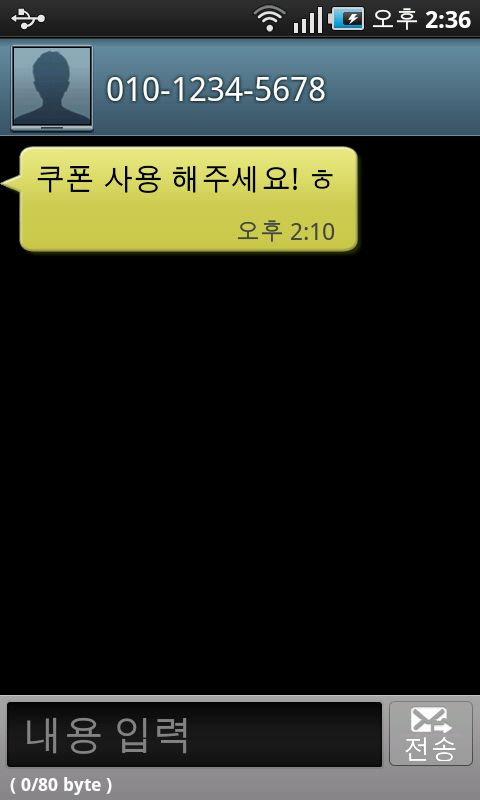 오후 2:36
010-1234-5678
쿠폰 사용 해주세요! ㅎ
오후 2:10
내용 입력
전송
( 0/80 byte )